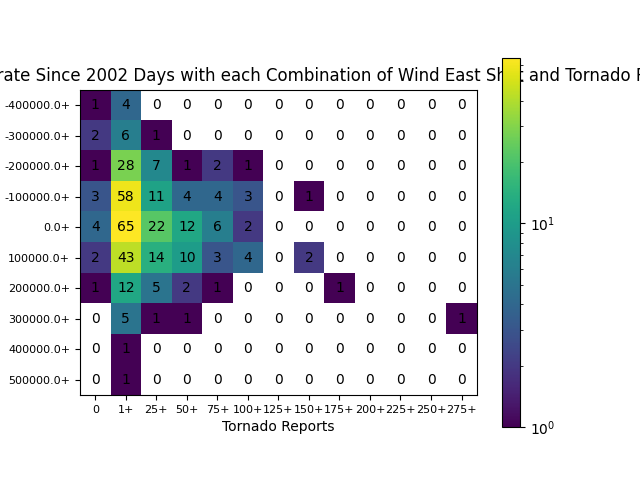 rate Since 2002 Days with each Combination of Wind East Sh and Tornado R
-400000.0+ 1 4 0 0 0 0 0 0 0 0 0 0 0
-300000.0+ 2 6 1 0 0 0 0 0 0 0 0 0 0
-200000.0+ 1 28 7 1 2 1 0 0 0 0 0 0 0
-100000.0+ 3 58 11 4 4 3 0 1 0 0 0 0 0
0.0+ 4 65 22 12 6 2 0 0 0 0 0 0 0
100000.0+ 2 43 14 10 3 4 0 2 0 0 0 0 0
200000.0+ 1 12 5 2 1 0 0 0 1 0 0 0 0
300000.0+ 0 5 1 1 0 0 0 0 0 0 0 0 1
400000.0+ 0 1 0 0 0 0 0 0 0 0 0 0 0
500000.0+ 0 1 0 0 0 0 0 0 0 0 0 0 0
0 1+ 25+ 50+ 75+ 100+ 125+ 150+ 175+ 200+ 225+ 250+ 275+
Tornado Reports
10¹
10⁰